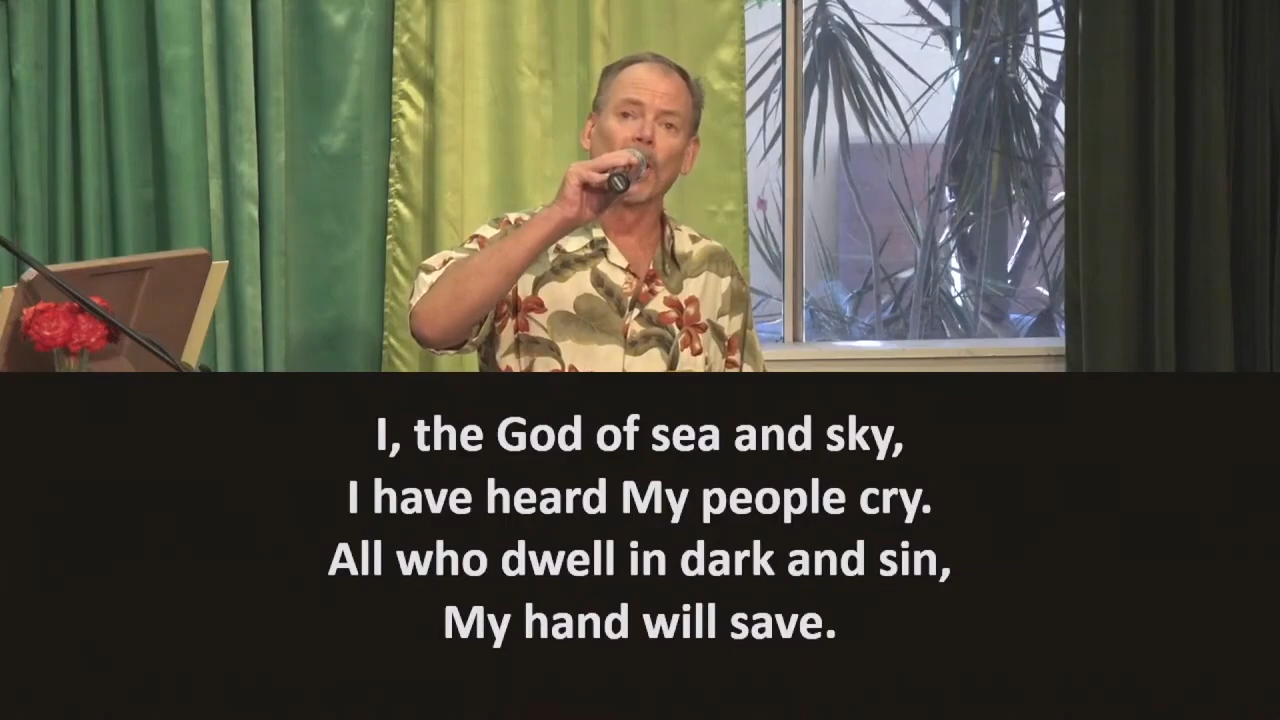 I, the God of sea and sky,
I have heard My people cry.
All who dwell in dark and sin,
My hand will save.